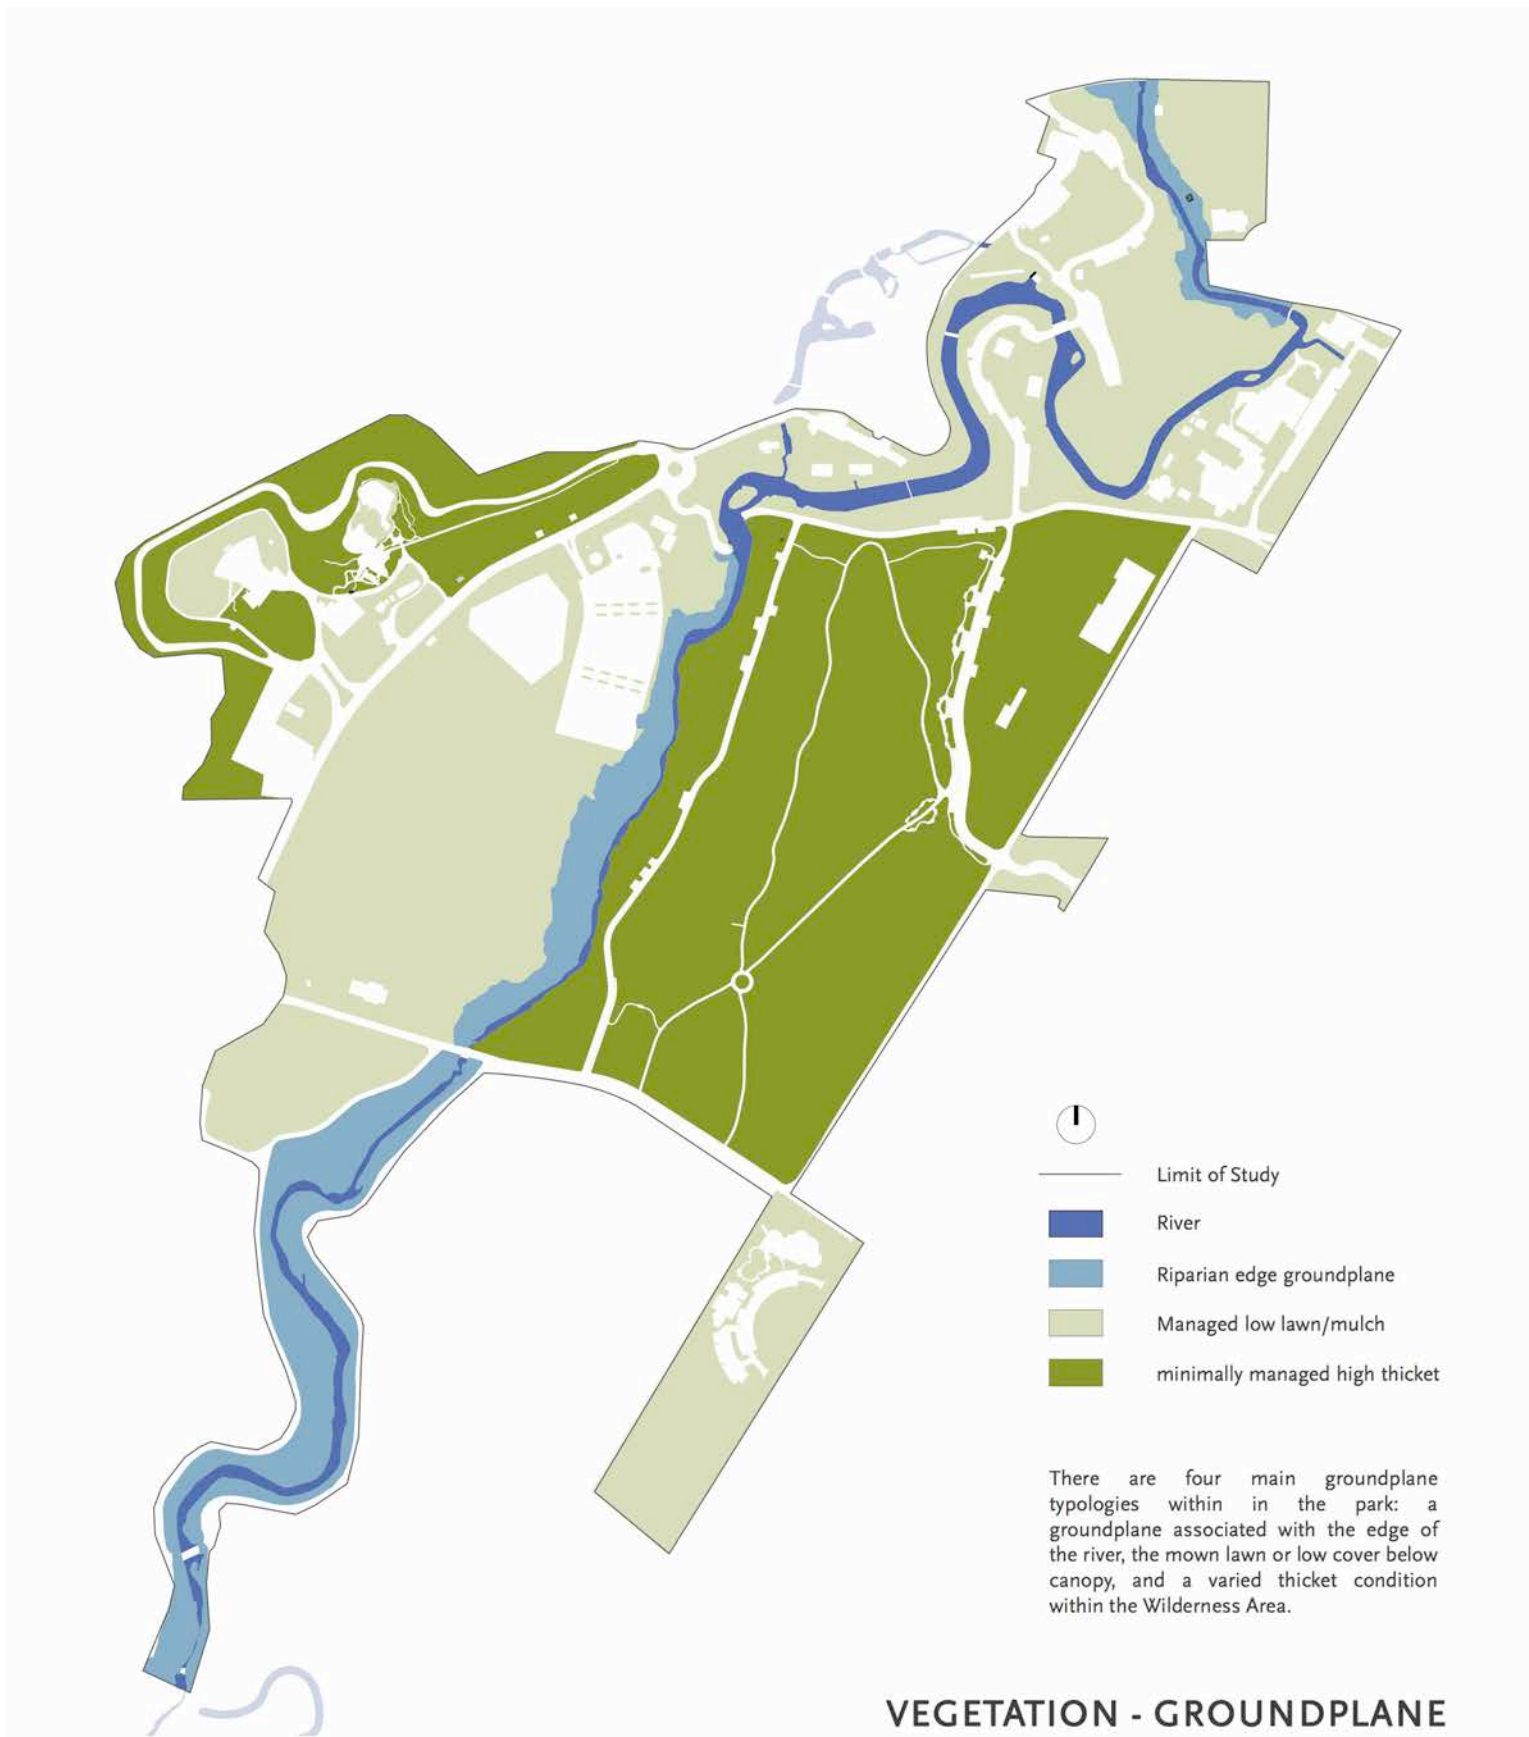 Limit of Study
River
Riparian edge groundplane
Managed low lawn/mulch
minimally managed high thicket
There are four main groundplane
typologies within in the park: a
groundplane associated with the edge of
the river, the mown lawn or low cover below
canopy, and a varied thicket condition
within the Wilderness Area.
VEGETATION - GROUNDPLANE